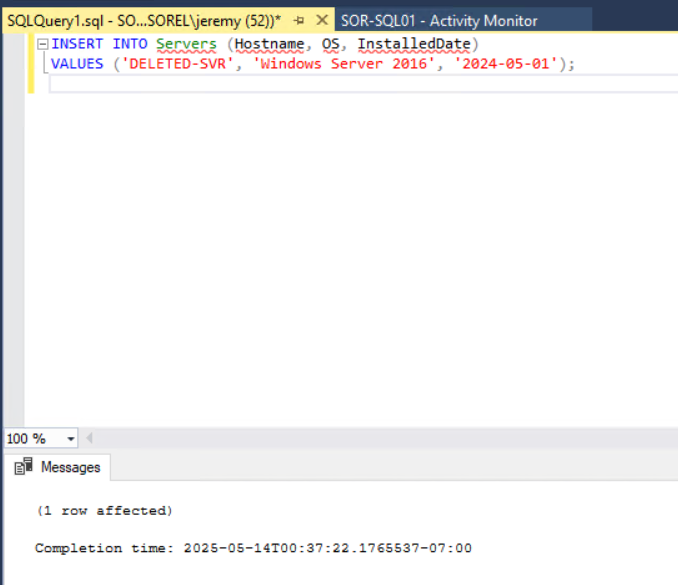 SQLQuery1.sql - SO...SOREL\jeremy (52))* SOR-SQL01 - Activity Monitor
INSERT INTO Servers (Hostname, OS, InstalledDate)
VALUES ('DELETED-SVR', 'Windows Server 2016', '2024-05-01');
100 %
Messages
(1 row affected)
Completion time: 2025-05-14T00:37:22.1765537-07:00